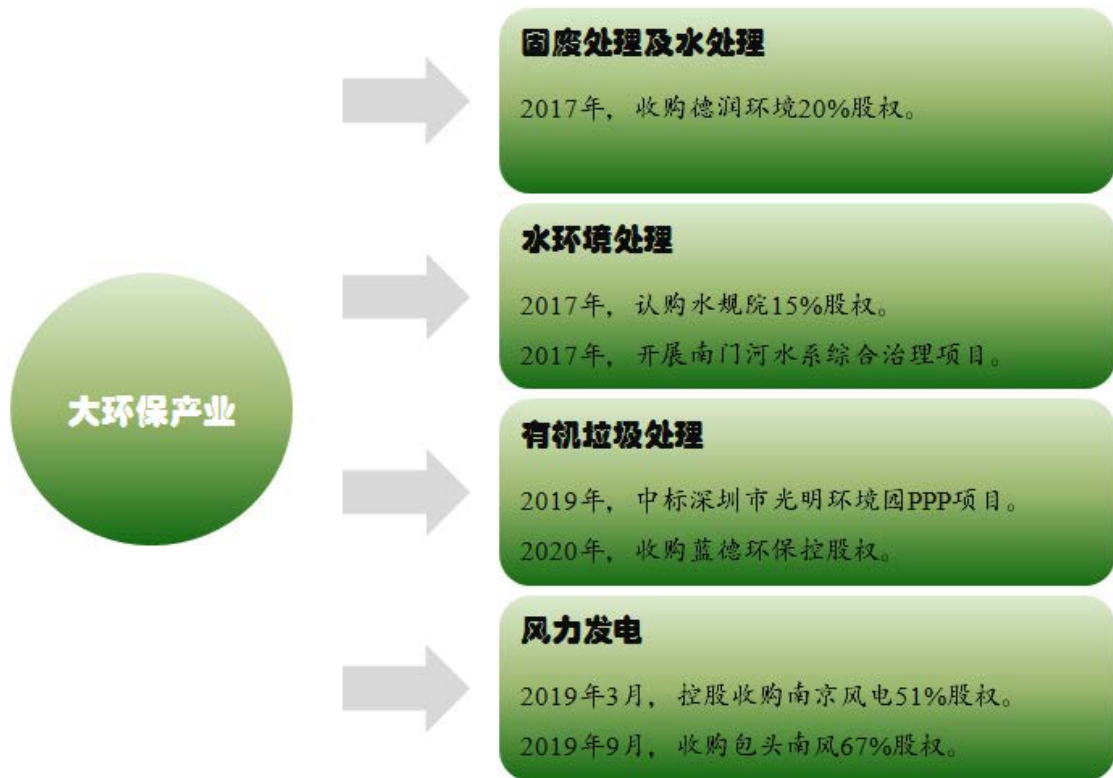 固废处理及水处理
2017年，收购德润环境20%股权。
水环境处理
2017年，认购水规院15%股权。
2017年，开展南门河水系综合治理项目。
大环保产业
有机垃圾处理
2019年，中标深圳市光明环境园PPP项目。
2020年，收购蓝德环保控股权。
风力发电
2019年3月，控股收购南京风电51%股权。
2019年9月，收购包头南风67%股权。